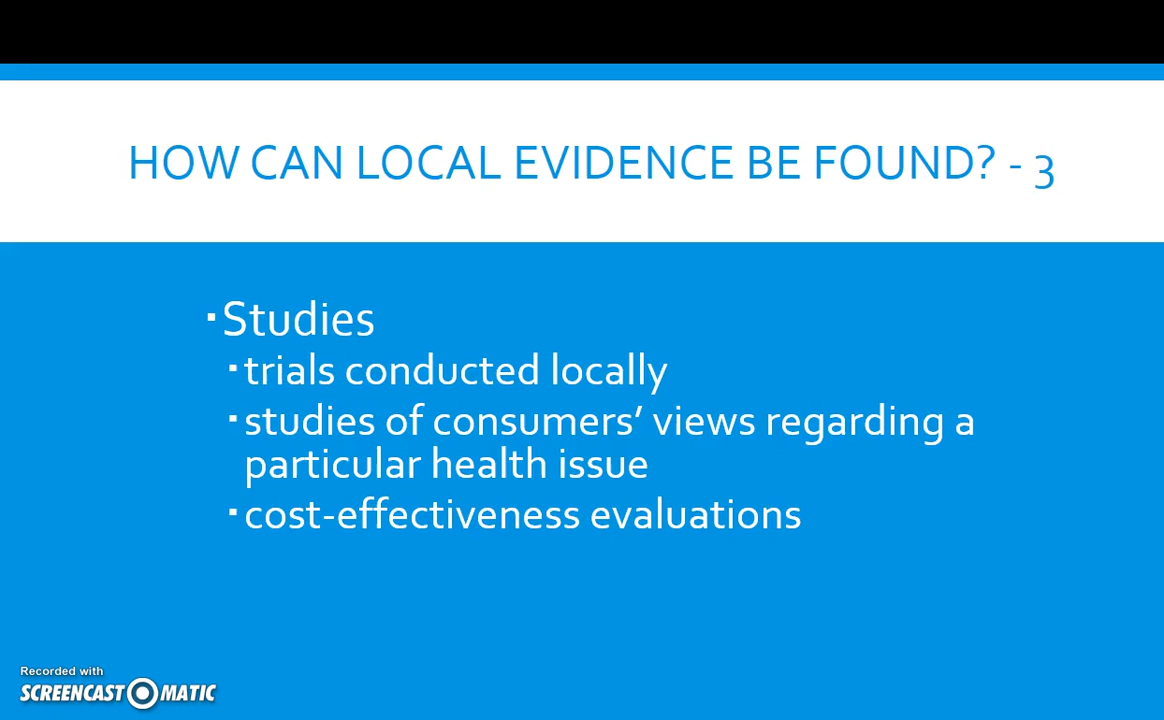 HOW CAN LOCAL EVIDENCE BE FOUND? - 3
▪Studies
▪trials conducted locally
▪studies of consumers’ views regarding a
particular health issue
▪cost-effectiveness evaluations
Recorded with
SCREENCAST MATIC